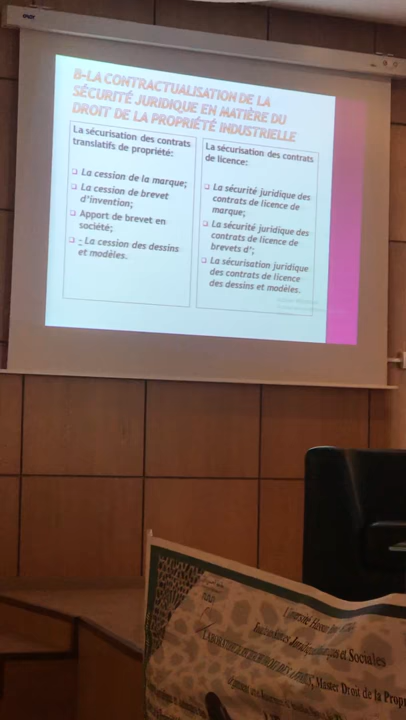 B-LA CONTRACTUALISATION DE LA
SÉCURITÉ JURIDIQUE EN MATIÈRE DU
DROIT DE LA PROPRIÉTÉ INDUSTRIELLE
La sécurisation des contrats
translatifs de propriété:
La cession de la marque;
La cession de brevet
d'invention;
Apport de brevet en
société;
- La cession des dessins
et modèles.
La sécurisation des contrats
de licence:
La sécurité juridique des
contrats de licence de
marque;
La sécurité juridique des
contrats de licence de
brevets d';
La sécurisation juridique
des contrats de licence
des dessins et modèles.
Université
et Sociales
Master Droit de la Propr